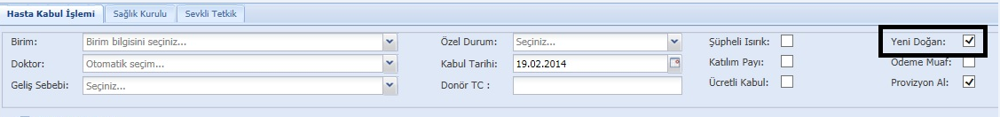 Hasta Kabul İşlemi Sağlık Kurulu Sevkli Tetkik
Birim: Birim bilgisini seçiniz... Özel Durum: Seçiniz... Şüpheli Isırık: Yeni Doğan:
Doktor: Otomatik seçim... Kabul Tarihi: 19.02.2014 Katılım Payı: Ödeme Muaf:
Geliş Sebebi: Seçiniz... Donör TC : Ücretli Kabul: Provizyon Al: